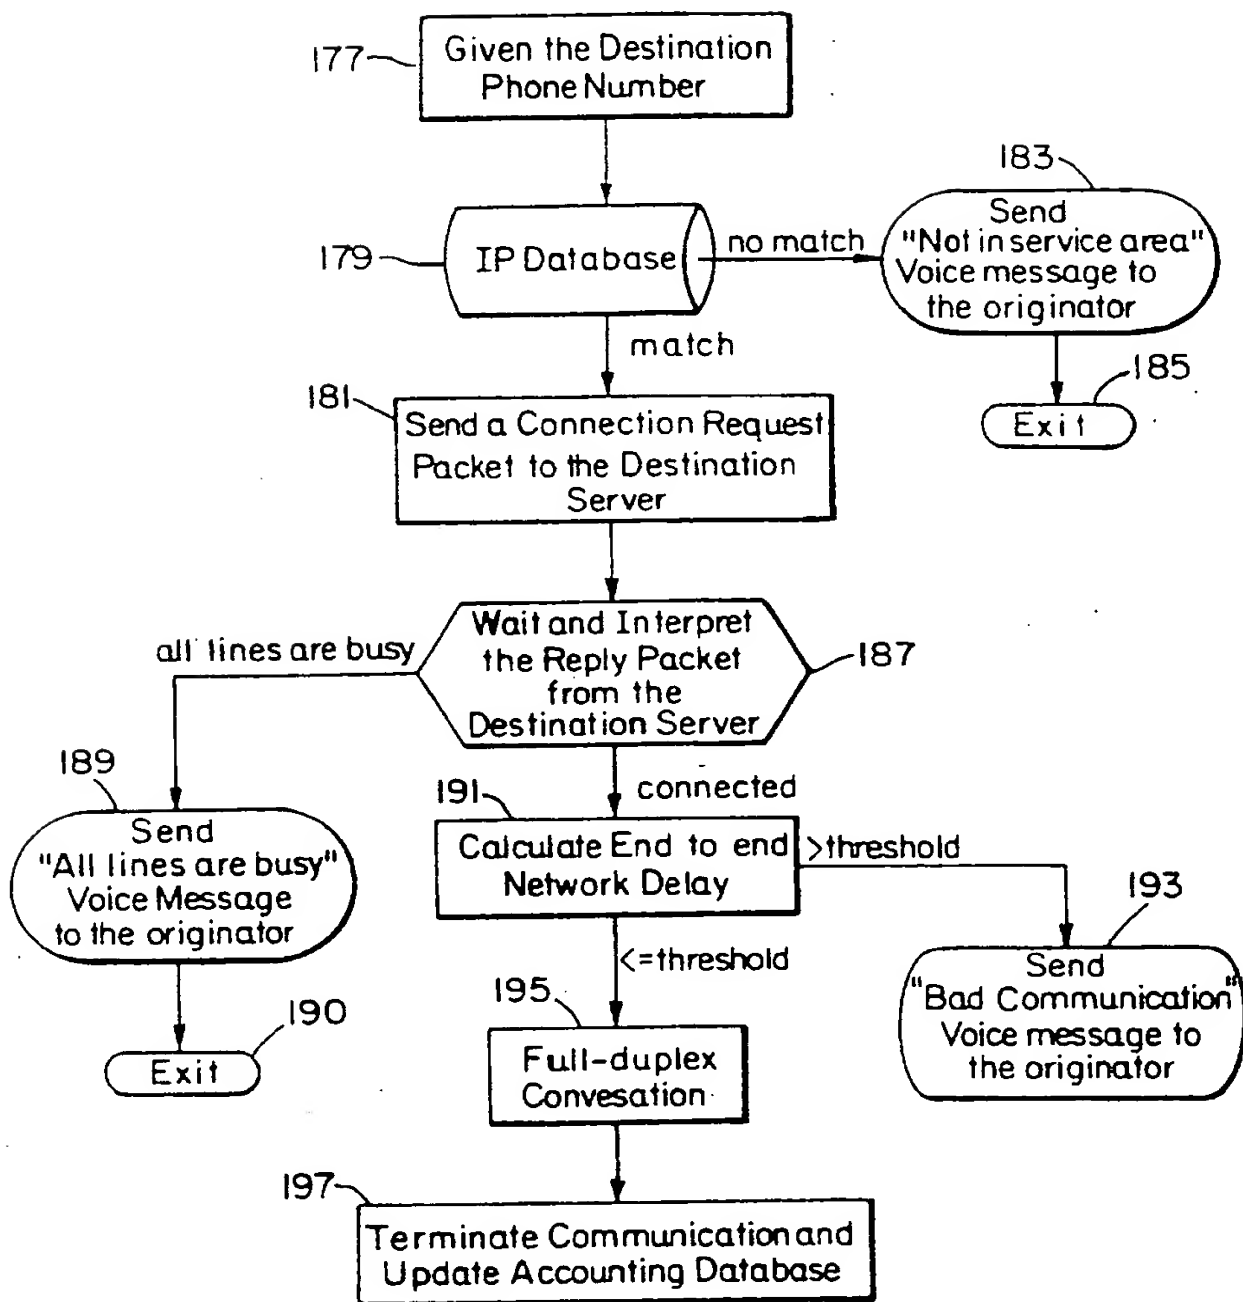 177
Given the Destination
Phone Number
183
Send
"Not in service area"
Voice message to
the originator
179
IP Database
no match
match
185
Exit
181
Send a Connection Request
Packet to the Destination
Server
all lines are busy
Wait and Interpret
the Reply Packet
from the
Destination Server
187
189
Send
"All lines are busy"
Voice Message
to the originator
connected
191
Calculate End to end
Network Delay
>threshold
193
Send
"Bad Communication"
Voice message to
the originator
<=threshold
190
Exit
195
Full-duplex
Convesation
197
Terminate Communication and
Update Accounting Database